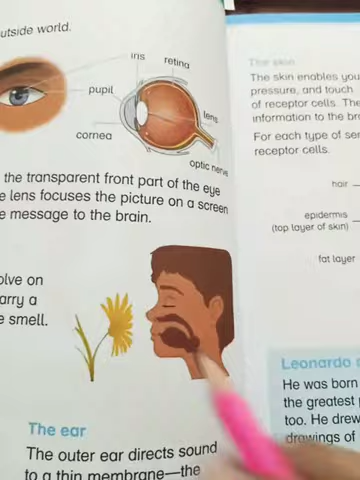 utside world.
iris
retina
pupil
lens
cornea
optic nerve
the transparent front part of the eye
e lens focuses the picture on a screen
e message to the brain.
olve on
arry a
e smell.
The ear
The outer ear directs sound
to a thin membrane—the
The skin
The skin enables you
pressure, and touch
of receptor cells. The
information to the br
For each type of sen
receptor cells.
hair
epidermis
(top layer of skin)
fat layer
Leonardo
He was born
the greatest
too. He drew
drawings of